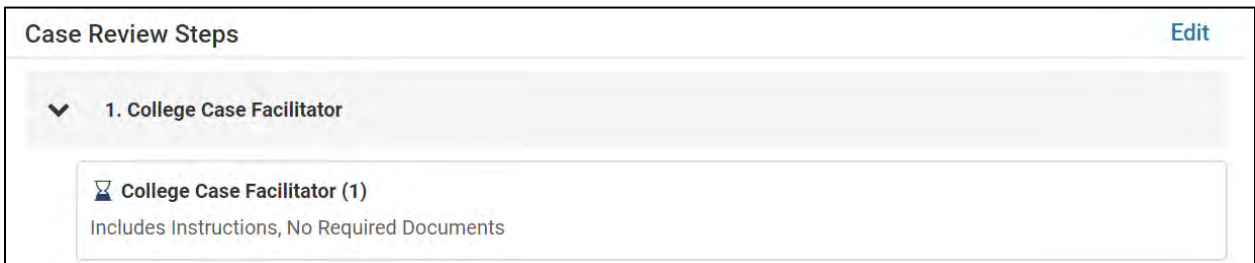 Case Review Steps
Edit
1. College Case Facilitator
College Case Facilitator (1)
Includes Instructions, No Required Documents